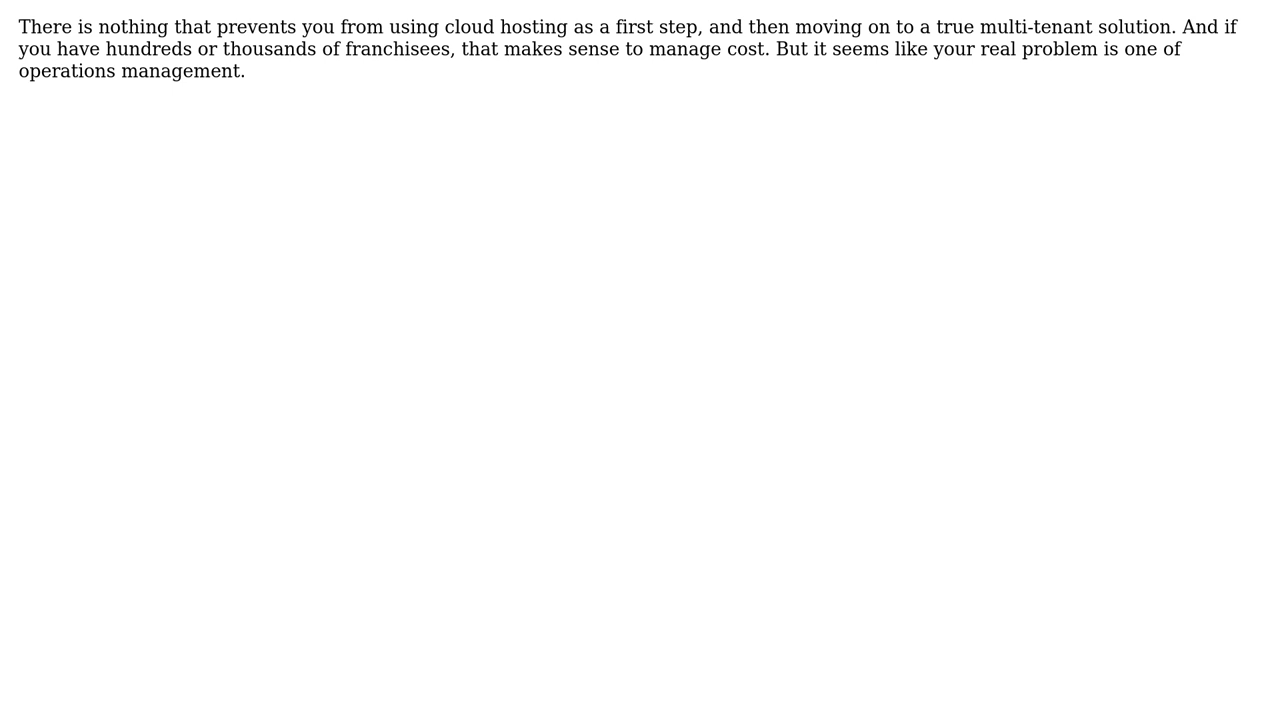 There is nothing that prevents you from using cloud hosting as a first step, and then moving on to a true multi-tenant solution. And if
you have hundreds or thousands of franchisees, that makes sense to manage cost. But it seems like your real problem is one of
operations management.